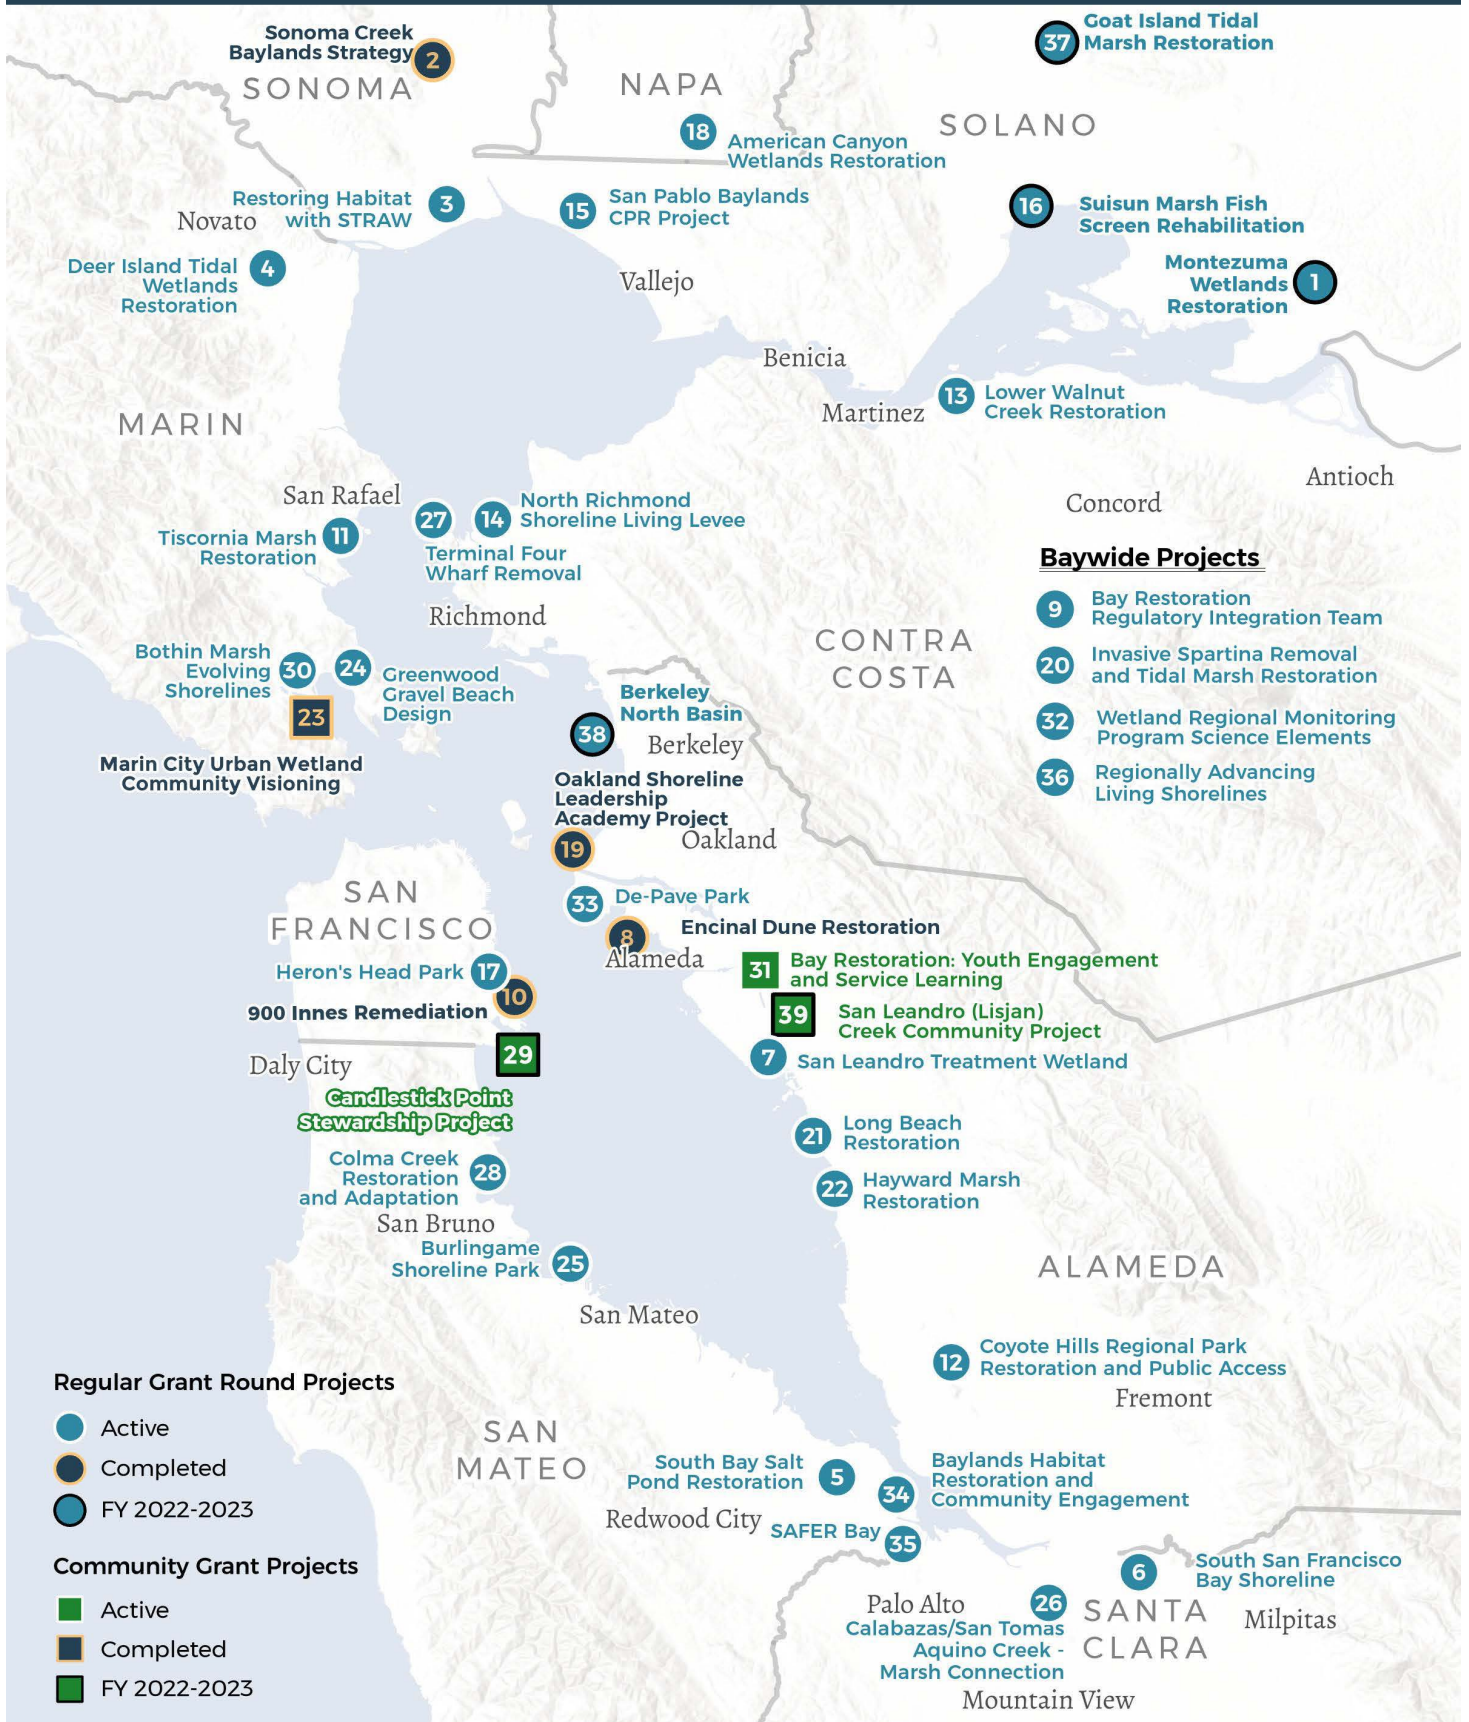 Sonoma Creek
Baylands Strategy
2
SONOMA
NAPA
Goat Island Tidal
Marsh Restoration
37
SOLANO
18
American Canyon
Wetlands Restoration
Restoring Habitat
with STRAW
3
Novato
15
San Pablo Baylands
CPR Project
16
Suisun Marsh Fish
Screen Rehabilitation
Deer Island Tidal
Wetlands
Restoration
4
Vallejo
Montezuma
Wetlands
Restoration
1
Benicia
MARIN
Martinez
13
Lower Walnut
Creek Restoration
Antioch
Concord
San Rafael
Tiscornia Marsh
Restoration
11
27
Terminal Four
Wharf Removal
14
North Richmond
Shoreline Living Levee
Richmond
Baywide Projects
9
Bay Restoration
Regulatory Integration Team
20
Invasive Spartina Removal
and Tidal Marsh Restoration
32
Wetland Regional Monitoring
Program Science Elements
36
Regionally Advancing
Living Shorelines
CONTRA
COSTA
Bothin Marsh
Evolving
Shorelines
30
24
Greenwood
Gravel Beach
Design
23
Marin City Urban Wetland
Community Visioning
Berkeley
North Basin
38
Berkeley
Oakland Shoreline
Leadership
Academy Project
19
Oakland
SAN
FRANCISCO
33
De-Pave Park
8
Encinal Dune Restoration
Alameda
Heron's Head Park
17
10
900 Innes Remediation
31
Bay Restoration: Youth Engagement
and Service Learning
39
San Leandro (Lisjan)
Creek Community Project
7
San Leandro Treatment Wetland
Daly City
29
Candlestick Point
Stewardship Project
21
Long Beach
Restoration
Colma Creek
Restoration
and Adaptation
28
22
Hayward Marsh
Restoration
San Bruno
Burlingame
Shoreline Park
25
San Mateo
ALAMEDA
12
Coyote Hills Regional Park
Restoration and Public Access
Fremont
Regular Grant Round Projects
Active
Completed
FY 2022-2023
Community Grant Projects
Active
Completed
FY 2022-2023
SAN
MATEO
South Bay Salt
Pond Restoration
5
34
Baylands Habitat
Restoration and
Community Engagement
Redwood City
SAFER Bay
35
6
South San Francisco
Bay Shoreline
Palo Alto
26
Calabazas/San Tomas
Aquino Creek -
Marsh Connection
SANTA
CLARA
Milpitas
Mountain View